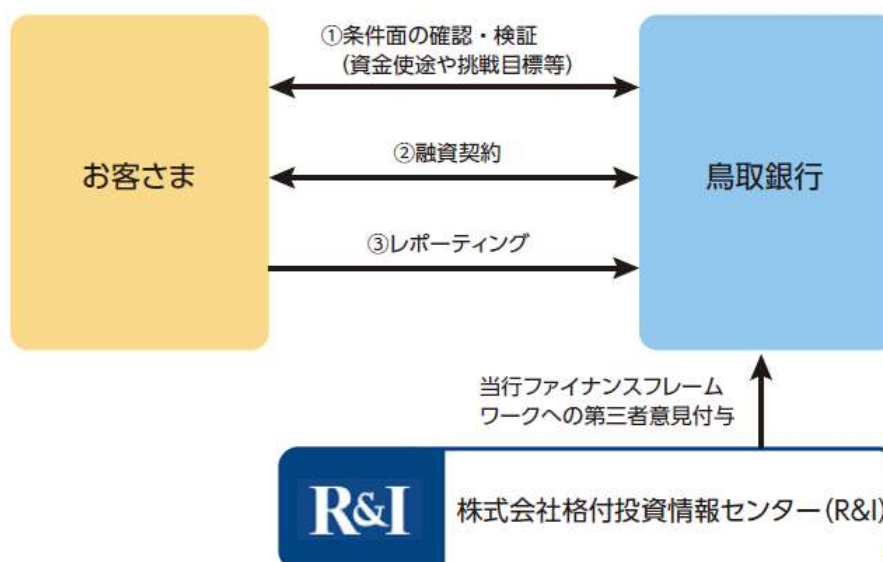 ①条件面の確認・検証
(資金使途や挑戦目標等)
お客さま
②融資契約
鳥取銀行
③レポーティング
当行ファイナンスフレーム
ワークへの第三者意見付与
R&I
株式会社格付投資情報センター(R&I)